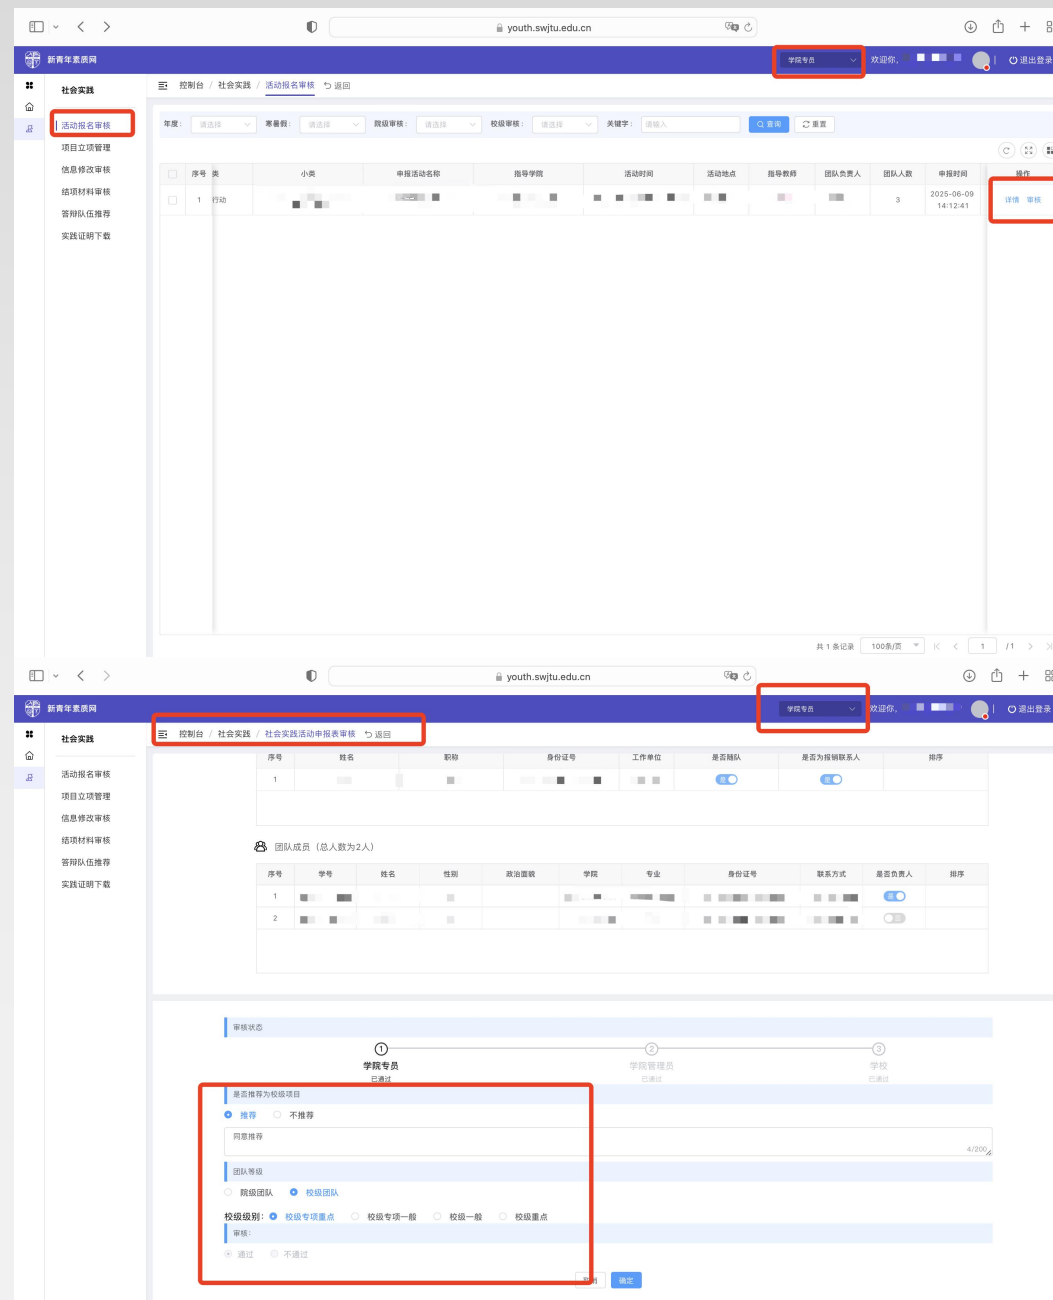 youth.swjtu.edu.cn
新青年素质网
学院专员
欢迎你,
退出登录
社会实践
控制台 / 社会实践 / 活动报名审核 返回
活动报名审核
项目立项管理
信息修改审核
结项材料审核
答辩队伍推荐
实践证明下载
年度: 请选择 寒暑假: 请选择 院级审核: 请选择 校级审核: 请选择 关键字: 请输入 查询 重置
序号 类 小类 申报活动名称 指导学院 活动时间 活动地点 指导教师 团队负责人 团队人数 申报时间 操作
1 行动 3 2025-06-09 14:12:41 详情 审核
共 1 条记录 100条/页 1 /1
youth.swjtu.edu.cn
新青年素质网
学院专员
欢迎你,
退出登录
社会实践
控制台 / 社会实践 / 社会实践活动申报表审核 返回
活动报名审核
项目立项管理
信息修改审核
结项材料审核
答辩队伍推荐
实践证明下载
序号 姓名 职称 身份证号 工作单位 是否随队 是否为报销联系人 排序
1 是 是
团队成员（总人数为2人）
序号 学号 姓名 性别 政治面貌 学院 专业 身份证号 联系方式 是否负责人 排序
1 是
2 否
审核状态
1 2 3
学院专员 学院管理员 学校
已通过 已通过 已通过
是否推荐为校级项目
推荐 不推荐
同意推荐
4/200
团队等级
院级团队 校级团队
校级级别: 校级专项重点 校级专项一般 校级一般 校级重点
审核:
通过 不通过
取消 确定